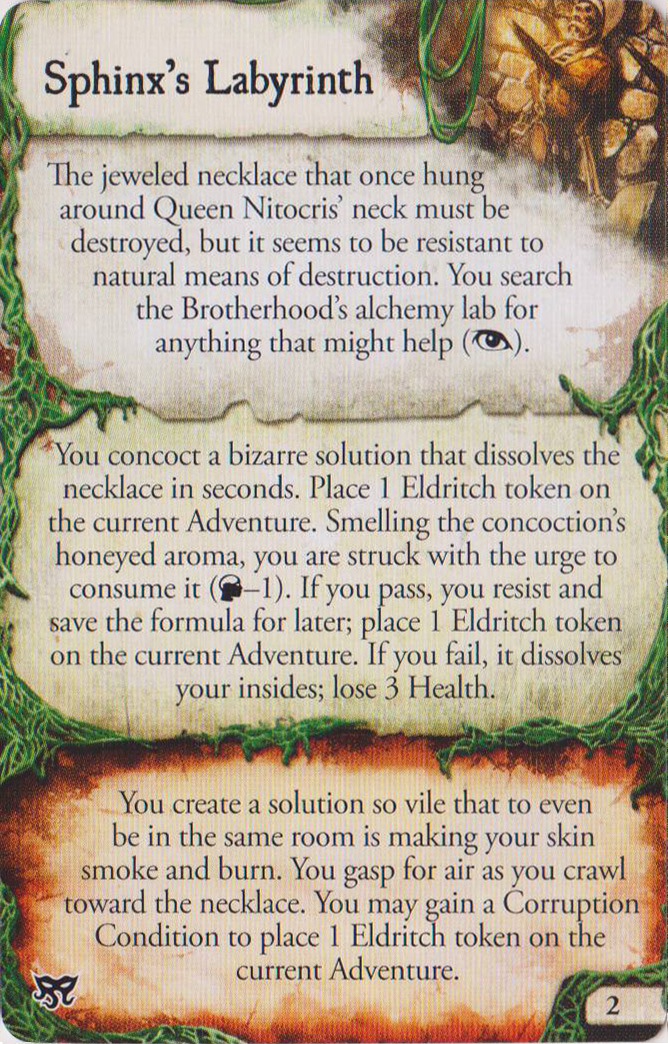 Sphinx's Labyrinth
The jeweled necklace that once hung
around Queen Nitocris' neck must be
destroyed, but it seems to be resistant to
natural means of destruction. You search
the Brotherhood's alchemy lab for
anything that might help ( ).
You concoct a bizarre solution that dissolves the
necklace in seconds. Place 1 Eldritch token on
the current Adventure. Smelling the concoction's
honeyed aroma, you are struck with the urge to
consume it ( –1). If you pass, you resist and
save the formula for later; place 1 Eldritch token
on the current Adventure. If you fail, it dissolves
your insides; lose 3 Health.
You create a solution so vile that to even
be in the same room is making your skin
smoke and burn. You gasp for air as you crawl
toward the necklace. You may gain a Corruption
Condition to place 1 Eldritch token on the
current Adventure.
2